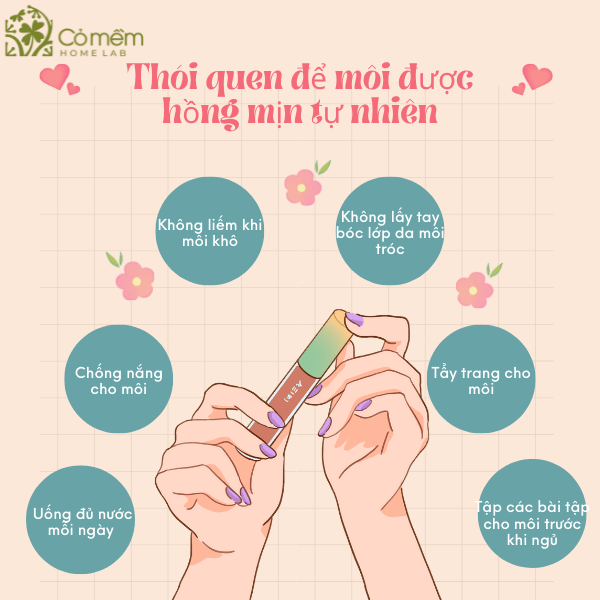 Cỏ mềm
HOME LAB
Thói quen để môi được
hồng mịn tự nhiên
Không liếm khi
môi khô
Không lấy tay
bóc lớp da môi
tróc
Chống nắng
cho môi
Tẩy trang cho
môi
Uống đủ nước
mỗi ngày
Tập các bài tập
cho môi trước
khi ngủ